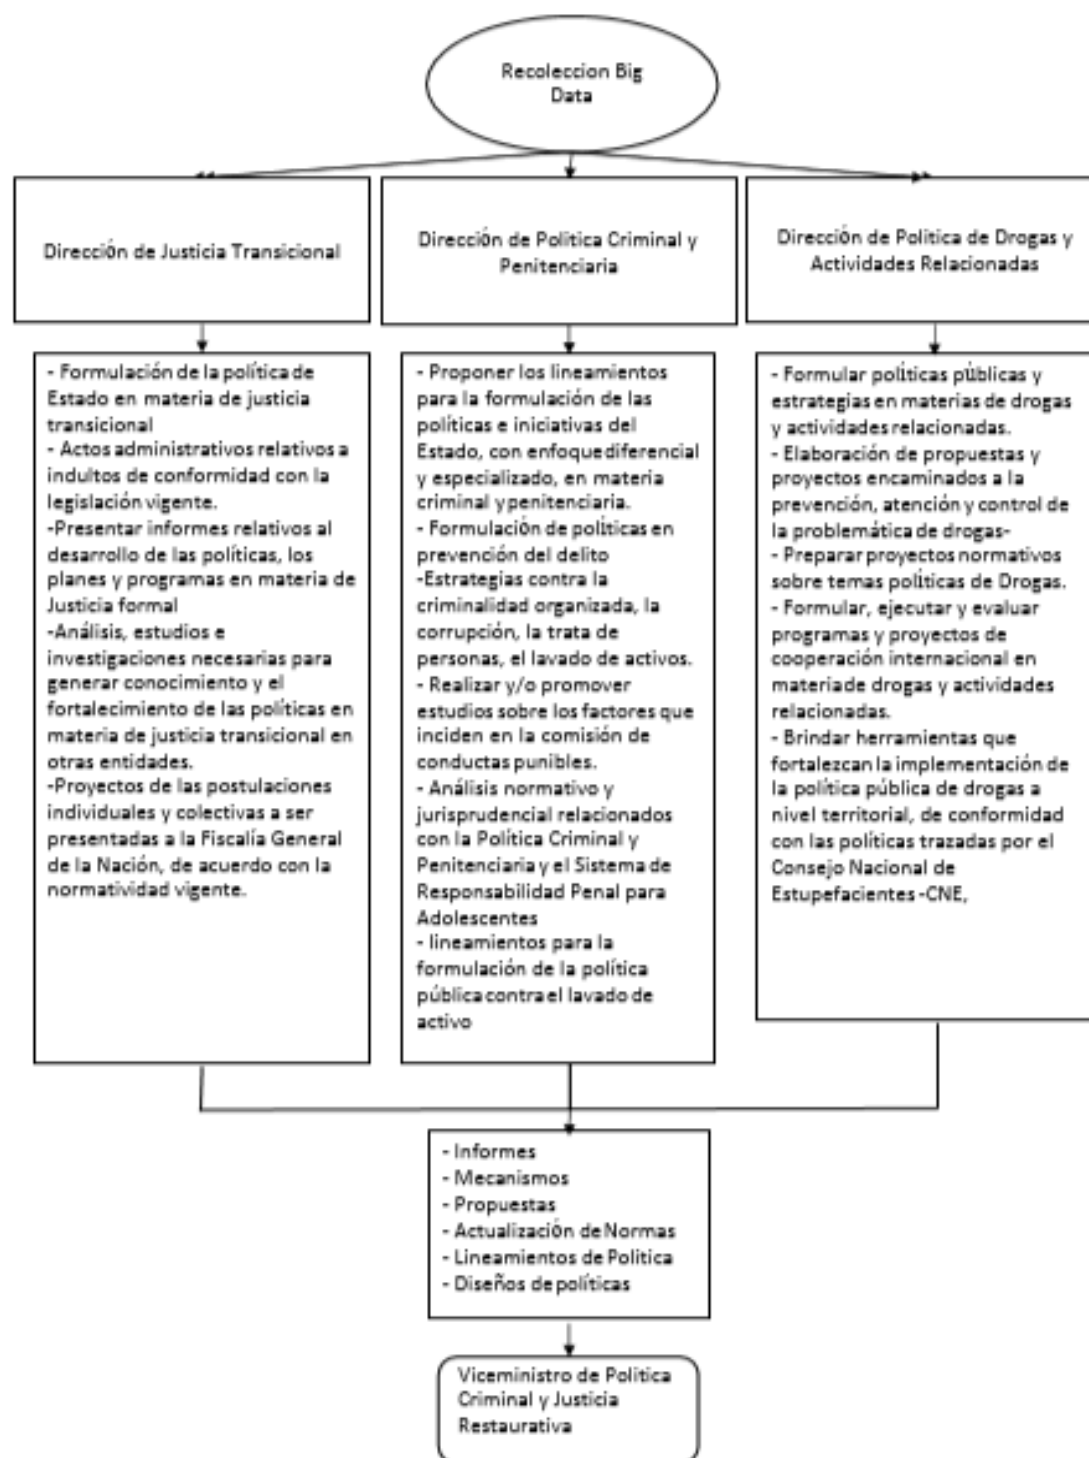 Recoleccion Big
Data
Dirección de Justicia Transicional
Dirección de Politica Criminal y
Penitenciaria
Dirección de Politica de Drogas y
Actividades Relacionadas
- Formulación de la política de
Estado en materia de justicia
transicional
- Actos administrativos relativos a
indultos de conformidad con la
legislación vigente.
-Presentar informes relativos al
desarrollo de las políticas, los
planes y programas en materia de
Justicia formal
-Análisis, estudios e
investigaciones necesarias para
generar conocimiento y el
fortalecimiento de las políticas en
materia de justicia transicional en
otras entidades.
-Proyectos de las postulaciones
individuales y colectivas a ser
presentadas a la Fiscalía General
de la Nación, de acuerdo con la
normatividad vigente.
- Proponer los lineamientos
para la formulación de las
políticas e iniciativas del
Estado, con enfoque diferencial
y especializado, en materia
criminal y penitenciaria.
- Formulación de políticas en
prevención del delito
-Estrategias contra la
criminalidad organizada, la
corrupción, la trata de
personas, el lavado de activos.
- Realizar y/o promover
estudios sobre los factores que
inciden en la comisión de
conductas punibles.
- Análisis normativo y
jurisprudencial relacionados
con la Política Criminal y
Penitenciaria y el Sistema de
Responsabilidad Penal para
Adolescentes
- lineamientos para la
formulación de la política
pública contra el lavado de
activo
- Formular políticas públicas y
estrategias en materias de drogas
y actividades relacionadas.
- Elaboración de propuestas y
proyectos encaminados a la
prevención, atención y control de
la problemática de drogas-
- Preparar proyectos normativos
sobre temas políticas de Drogas.
- Formular, ejecutar y evaluar
programas y proyectos de
cooperación internacional en
materia de drogas y actividades
relacionadas.
- Brindar herramientas que
fortalezcan la implementación de
la política pública de drogas a
nivel territorial, de conformidad
con las políticas trazadas por el
Consejo Nacional de
Estupefacientes -CNE,
- Informes
- Mecanismos
- Propuestas
- Actualización de Normas
- Lineamientos de Politica
- Diseños de políticas
Viceministro de Politica
Criminal y Justicia
Restaurativa